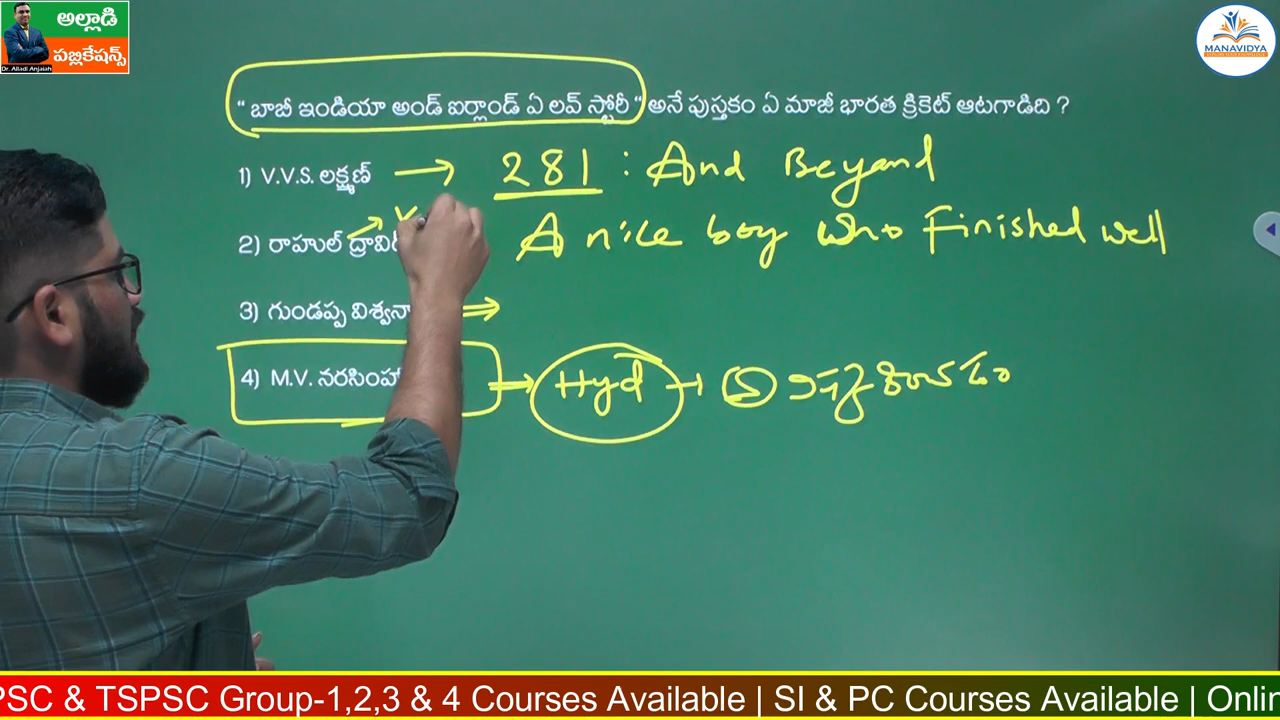 అల్లాడి
పబ్లికేషన్స్
Dr. Alladi Anjaiah
MANAVIDYA
" బాబీ ఇండియా అండ్ ఐర్లాండ్ ఏ లవ్ స్టోరీ " అనే పుస్తకం ఏ మాజీ భారత క్రికెట్ ఆటగాడిది ?
1) V.V.S. లక్ష్మణ్ → 281 : And Beyand
2) రాహుల్ ద్రావిడ్ A nice boy who Finished well
3) గుండప్ప విశ్వనా
4) M.V. నరసింహా → Hyd →
PSC & TSPSC Group-1,2,3 & 4 Courses Available | SI & PC Courses Available | Onlin